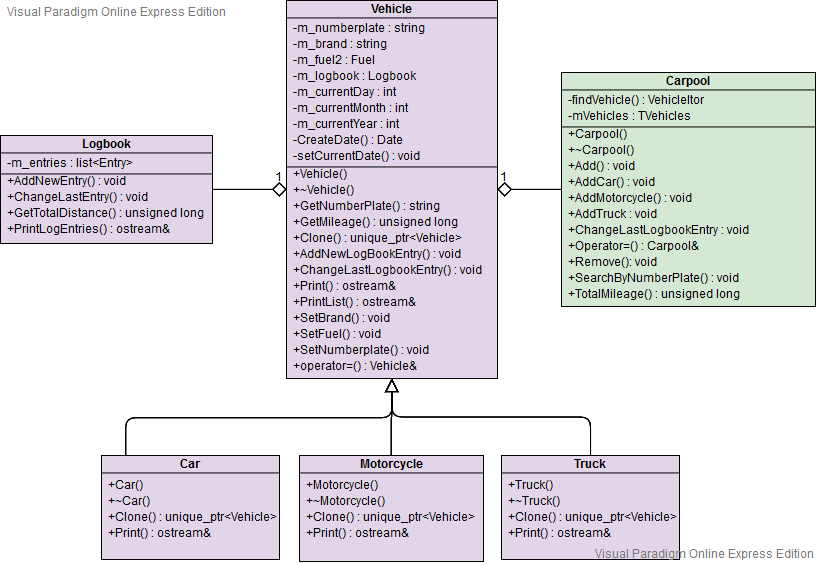 Visual Paradigm Online Express Edition
Vehicle
-m_numberplate : string
-m_brand : string
-m_fuel2 : Fuel
-m_logbook : Logbook
-m_currentDay : int
-m_currentMonth : int
-m_currentYear : int
-CreateDate() : Date
-setCurrentDate() : void
+Vehicle()
+~Vehicle()
+GetNumberPlate() : string
+GetMileage() : unsigned long
+Clone() : unique_ptr<Vehicle>
+AddNewLogBookEntry() : void
+ChangeLastLogbookEntry() : void
+Print() : ostream&
+PrintList() : ostream&
+SetBrand() : void
+SetFuel() : void
+SetNumberplate() : void
+operator=() : Vehicle&
Logbook
-m_entries : list<Entry>
+AddNewEntry() : void
+ChangeLastEntry() : void
+GetTotalDistance() : unsigned long
+PrintLogEntries() : ostream&
1
1
Carpool
-findVehicle() : VehicleItor
-mVehicles : TVehicles
+Carpool()
+~Carpool()
+Add() : void
+AddCar() : void
+AddMotorcycle() : void
+AddTruck : void
+ChangeLastLogbookEntry : void
+Operator=() : Carpool&
+Remove(): void
+SearchByNumberPlate() : void
+TotalMileage() : unsigned long
Car
+Car()
+~Car()
+Clone() : unique_ptr<Vehicle>
+Print() : ostream&
Motorcycle
+Motorcycle()
+~Motorcycle()
+Clone() : unique_ptr<Vehicle>
+Print() : ostream&
Truck
+Truck()
+~Truck()
+Clone() : unique_ptr<Vehicle>
+Print() : ostream&
Visual Paradigm Online Express Edition